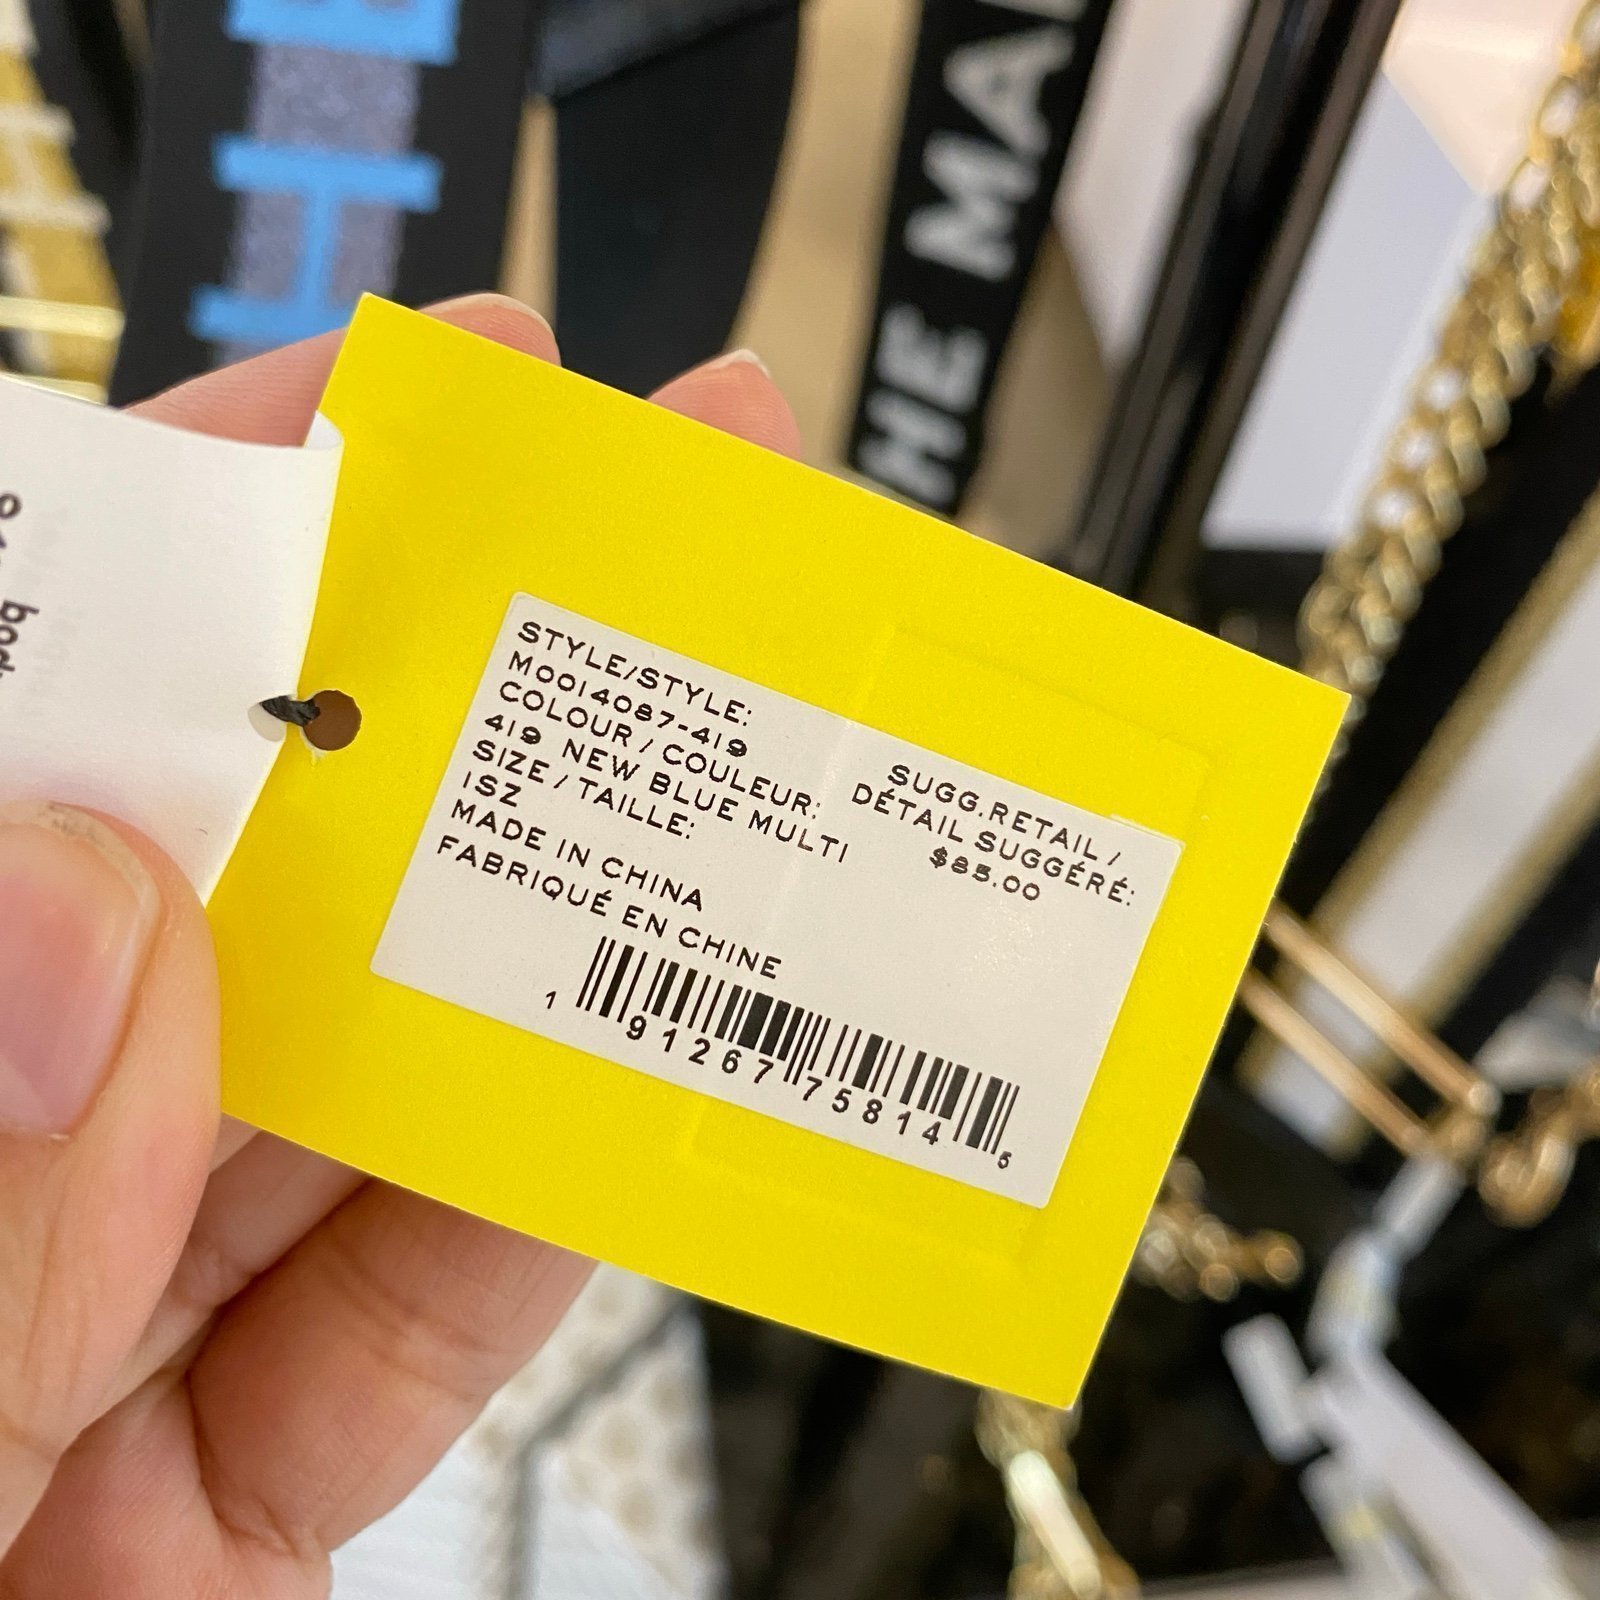 HE
THE MA
STYLE/STYLE:
M0014087-419
COLOUR / COULEUR:
419 NEW BLUE MULTI
SIZE / TAILLE:
1SZ
MADE IN CHINA
FABRIQUÉ EN CHINE
SUGG.RETAIL /
DÉTAIL SUGGÉRÉ:
$85.00
1 91267 75814 5